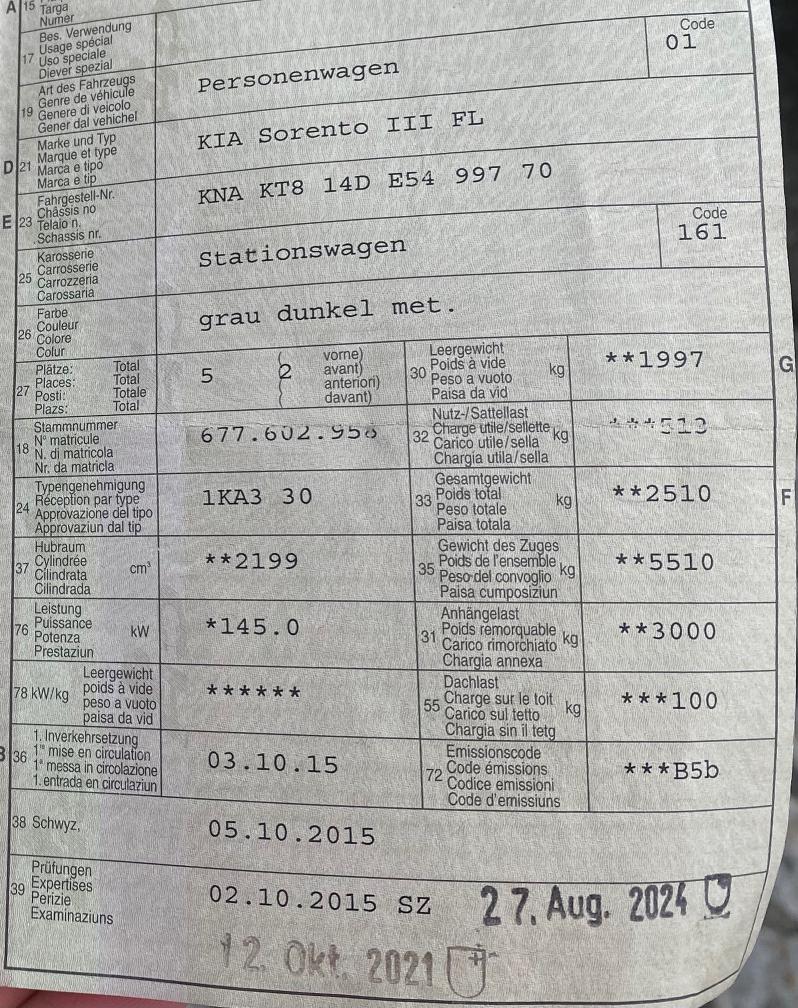 A 15 Targa
Numer
17 Bes. Verwendung
Usage spécial
Uso speciale
Diever spezial
Code
01
19 Art des Fahrzeugs
Genre de véhicule
Genere di veicolo
Gener dal vehichel
Personenwagen
D 21 Marke und Typ
Marque et type
Marca e tipo
Marca e tip
KIA Sorento III FL
E 23 Fahrgestell-Nr.
Châssis no
Telaio n.
Schassis nr.
KNA KT8 14D E54 997 70
25 Karosserie
Carrosserie
Carrozzeria
Carossaria
Stationswagen
Code
161
26 Farbe
Couleur
Colore
Colur
grau dunkel met.
27 Plätze: Total
Places: Total
Posti: Totale
Plazs: Total
5 2
vorne)
avant)
anteriori)
davant)
30 Leergewicht
Poids à vide kg
Peso a vuoto
Paisa da vid
**1997
G
18 Stammnummer
N° matricule
N. di matricola
Nr. da matricla
677.602.958
32 Nutz-/Sattellast
Charge utile/sellette kg
Carico utile/sella
Chargia utila/sella
***513
24 Typengenehmigung
Réception par type
Approvazione del tipo
Approvaziun dal tip
1KA3 30
33 Gesamtgewicht
Poids total kg
Peso totale
Paisa totala
**2510
F
37 Hubraum
Cylindrée cm³
Cilindrata
Cilindrada
**2199
35 Gewicht des Zuges
Poids de l'ensemble kg
Peso del convoglio
Paisa cumposiziun
**5510
76 Leistung
Puissance kW
Potenza
Prestaziun
*145.0
31 Anhängelast
Poids remorquable kg
Carico rimorchiato
Chargia annexa
**3000
78 kW/kg Leergewicht
poids à vide
peso a vuoto
paisa da vid
******
55 Dachlast
Charge sur le toit kg
Carico sul tetto
Chargia sin il tetg
***100
B 36 1. Inverkehrsetzung
1re mise en circulation
1a messa in circolazione
1. entrada en circulaziun
03.10.15
72 Emissionscode
Code émissions
Codice emissioni
Code d'emissiuns
***B5b
38 Schwyz,
05.10.2015
39 Prüfungen
Expertises
Perizie
Examinaziuns
02.10.2015 SZ 27. Aug. 2024
12. Okt. 2021